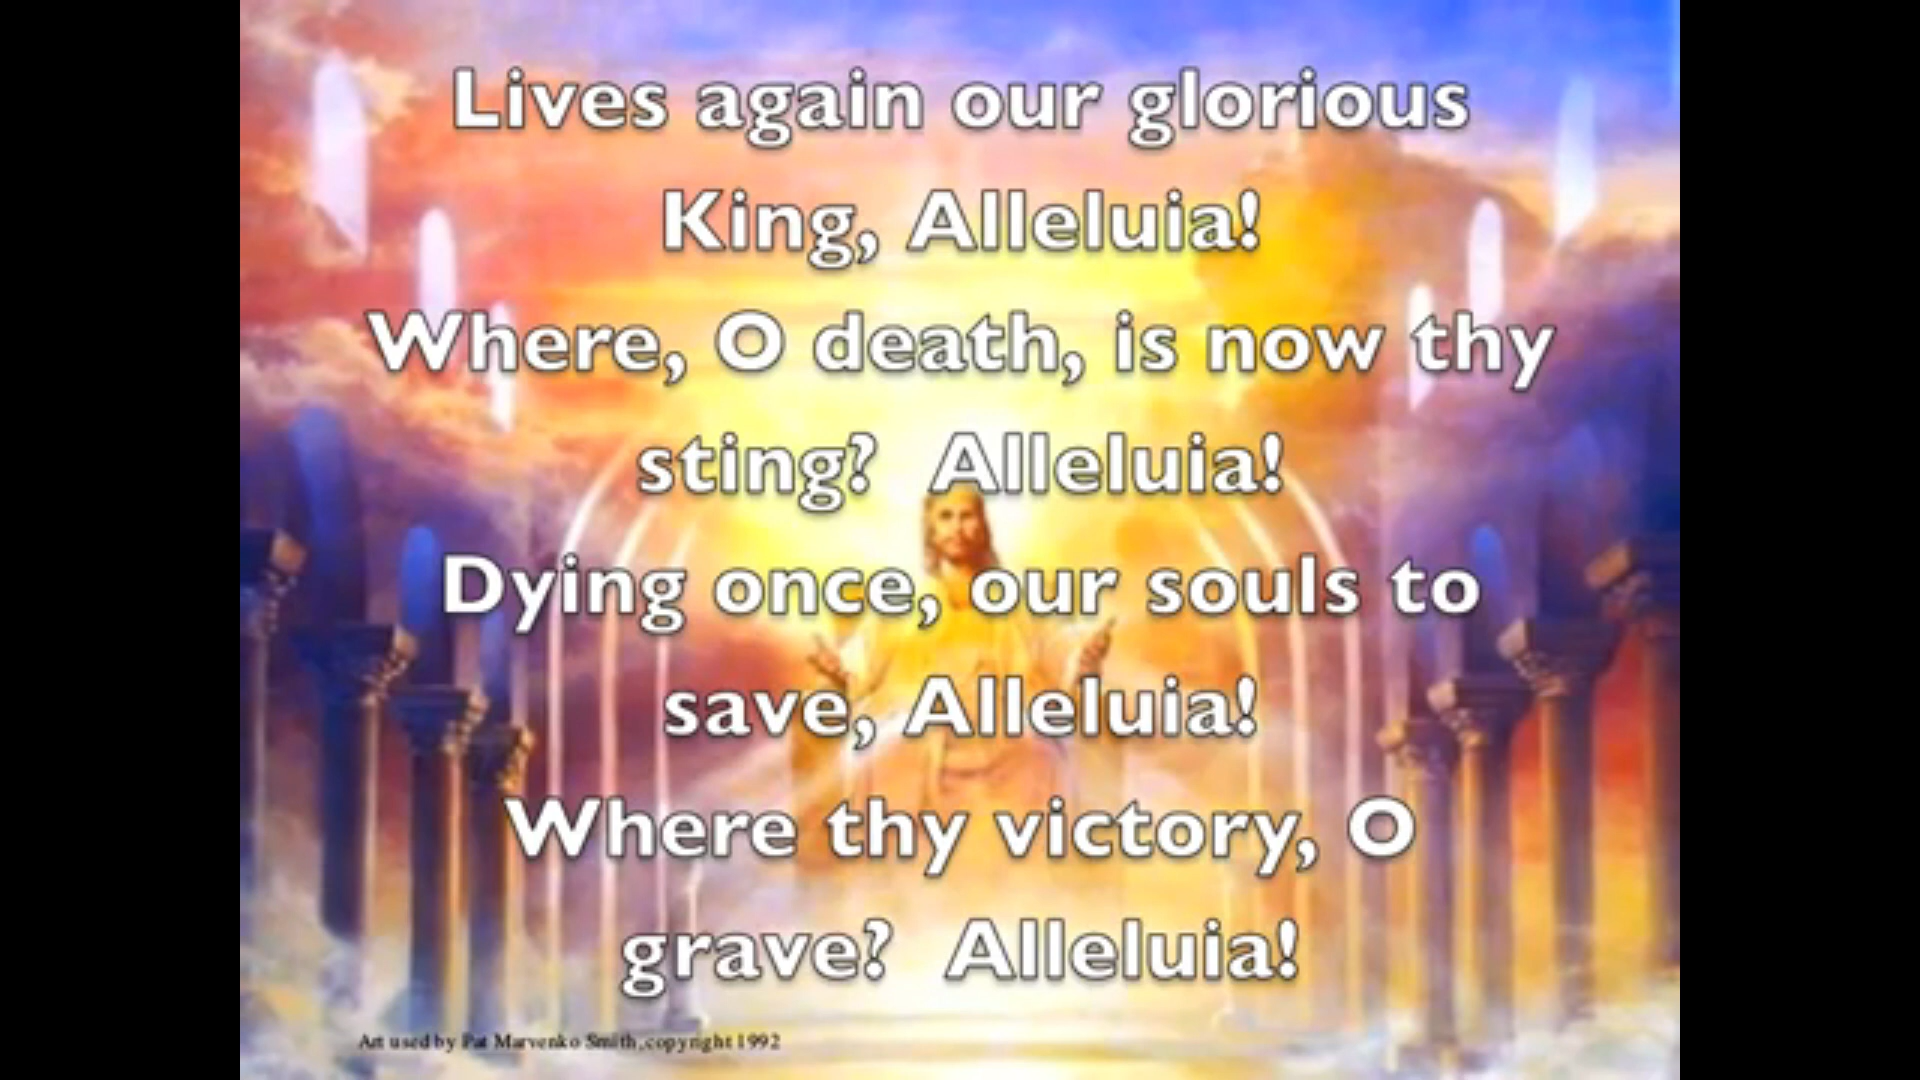 Lives again our glorious
King, Alleluia!
Where, O death, is now thy
sting?  Alleluia!
Dying once, our souls to
save, Alleluia!
Where thy victory, O
grave?  Alleluia!
Art used by Pat Marvenko Smith, copyright 1992